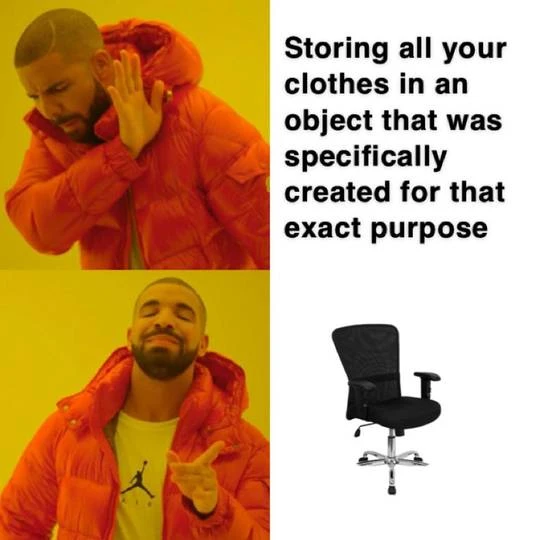 Storing all your
clothes in an
object that was
specifically
created for that
exact purpose